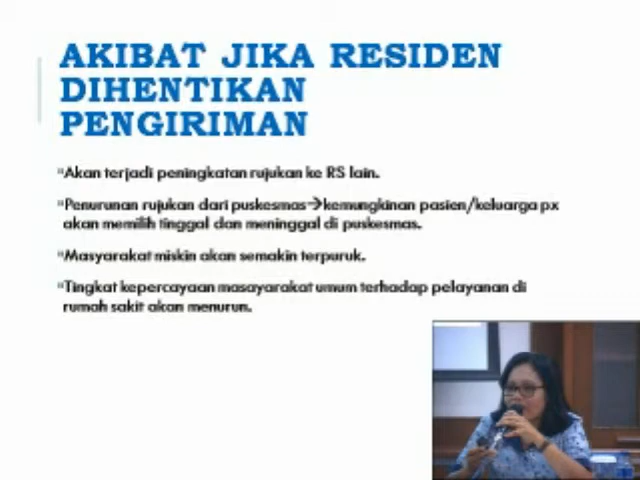 AKIBAT JIKA RESIDEN
DIHENTIKAN
PENGIRIMAN
Akan terjadi peningkatan rujukan ke RS lain.
Penurunan rujukan dari puskesmas→kemungkinan pasien/keluarga px
akan memilih tinggal dan meninggal di puskesmas.
Masyarakat miskin akan semakin terpuruk.
Tingkat kepercayaan masayarakat umum terhadap pelayanan di
rumah sakit akan menurun.